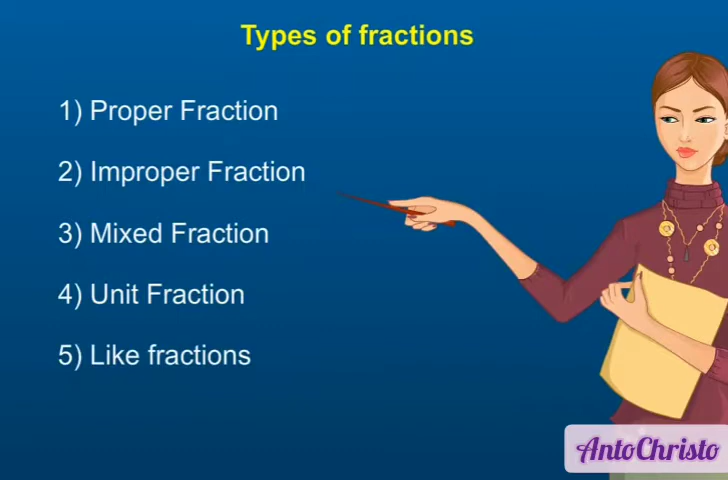 Types of fractions
1) Proper Fraction
2) Improper Fraction
3) Mixed Fraction
4) Unit Fraction
5) Like fractions
AntoChristo